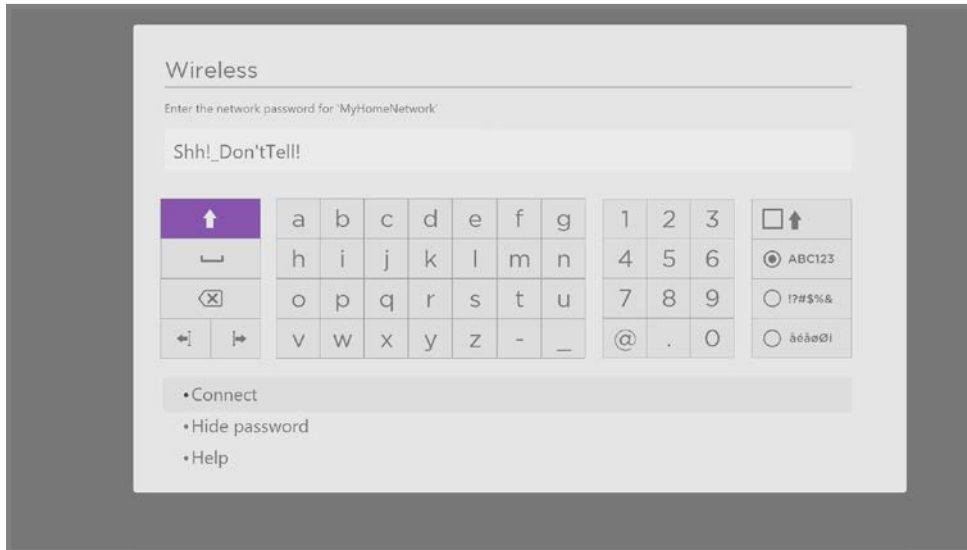 Wireless
Enter the network password for 'MyHomeNetwork'
Shh!_Don'tTell!
a b c d e f g 1 2 3
h i j k l m n 4 5 6 ABC123
o p q r s t u 7 8 9 !?#$%&
v w x y z - _ @ . 0
•Connect
•Hide password
•Help